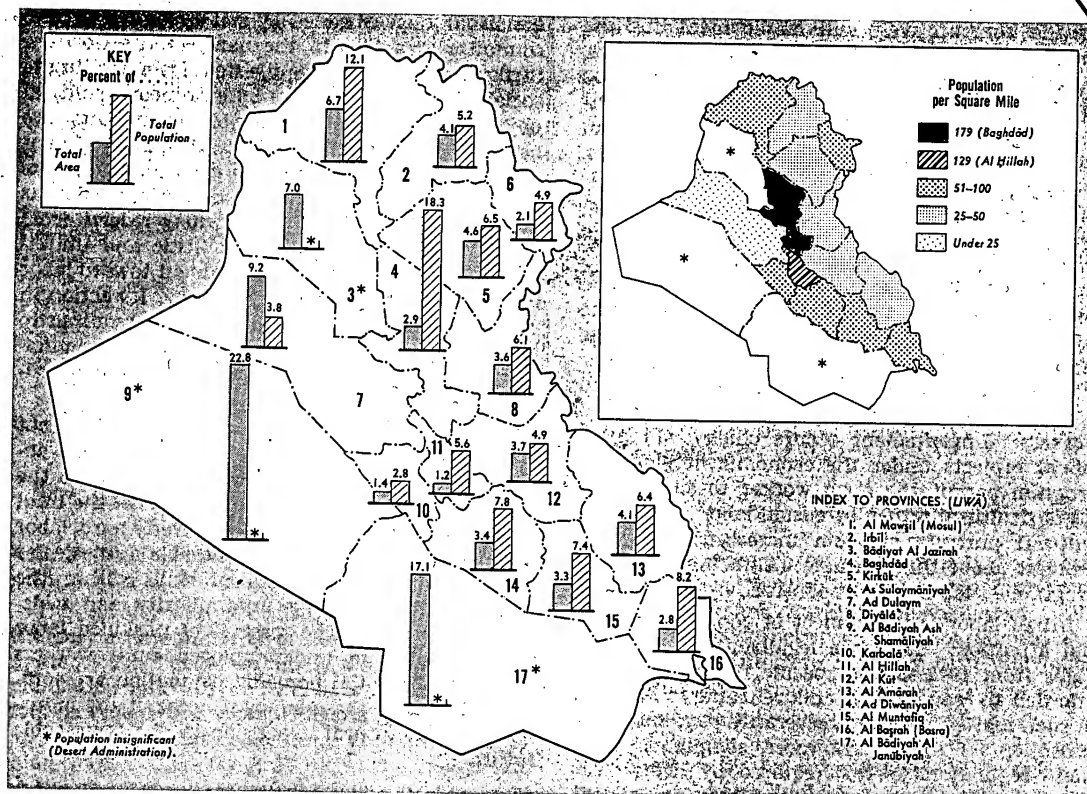 KEY
Percent of . . .
Total
Population
Total
Area
12.1
6.7
1
5.2
4.1
2
6
4.9
2.1
7.0
*
18.3
6.5
4.6
9.2
3.8
3*
4
5
2.9
22.8
6.1
3.6
9*
7
8
11
5.6
4.9
3.7
2.8
1.4
1.2
10
12
7.8
6.4
3.4
4.1
7.4
13
*
17.1
14
3.3
8.2
15
2.8
17*
16
*
* Population insignificant
(Desert Administration).
Population
per Square Mile
179 (Baghdād)
129 (Al Ḥillah)
51–100
25–50
Under 25
*
*
*
INDEX TO PROVINCES (LIWA)
1. Al Mawṣil (Mosul)
2. Irbīl
3. Bādiyat Al Jazīrah
4. Baghdād
5. Kirkūk
6. As Sulaymānīyah
7. Ad Dulaym
8. Diyālá
9. Al Bādiyah Ash
Shamālīyah
10. Karbalā
11. Al Ḥillah
12. Al Kūt
13. Al ʿAmārah
14. Ad Dīwānīyah
15. Al Muntafiq
16. Al Baṣrah (Basra)
17. Al Bādiyah Al
Janūbīyah